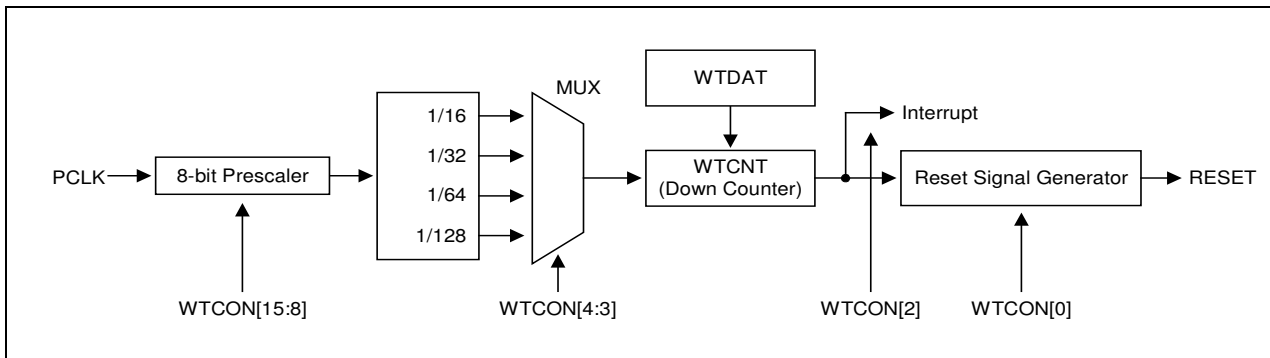 WTDAT
MUX
Interrupt
1/16
1/32
1/64
1/128
PCLK
8-bit Prescaler
WTCNT
(Down Counter)
Reset Signal Generator
RESET
WTCON[15:8]
WTCON[4:3]
WTCON[2]
WTCON[0]